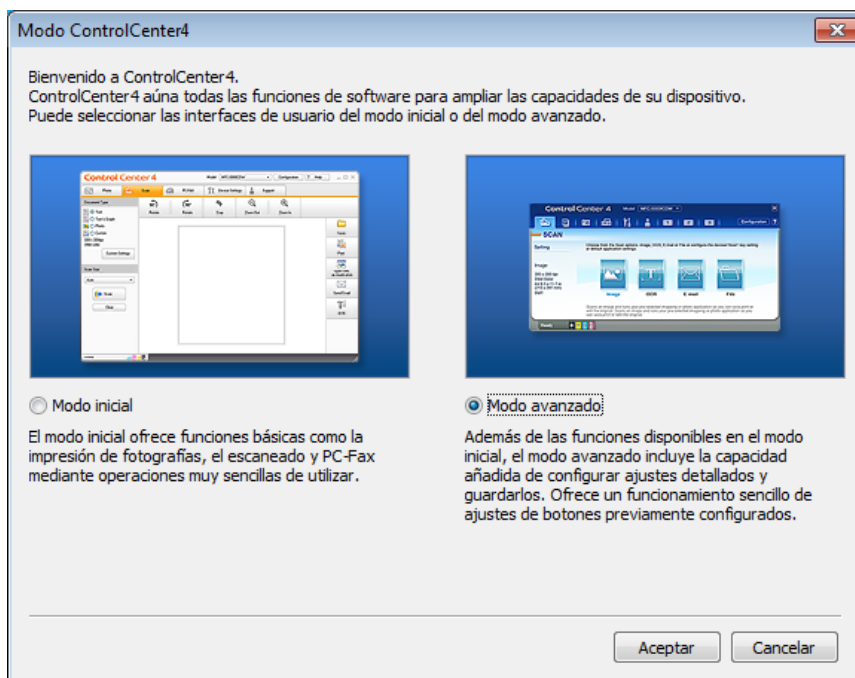 Modo ControlCenter4
Bienvenido a ControlCenter4.
ControlCenter4 aúna todas las funciones de software para ampliar las capacidades de su dispositivo.
Puede seleccionar las interfaces de usuario del modo inicial o del modo avanzado.
Control Center 4
Control Center 4
SCAN
Setting
Image
Image
OCR
E-mail
File
Ready
Modo inicial
El modo inicial ofrece funciones básicas como la
impresión de fotografías, el escaneado y PC-Fax
mediante operaciones muy sencillas de utilizar.
Modo avanzado
Además de las funciones disponibles en el modo
inicial, el modo avanzado incluye la capacidad
añadida de configurar ajustes detallados y
guardarlos. Ofrece un funcionamiento sencillo de
ajustes de botones previamente configurados.
Aceptar
Cancelar